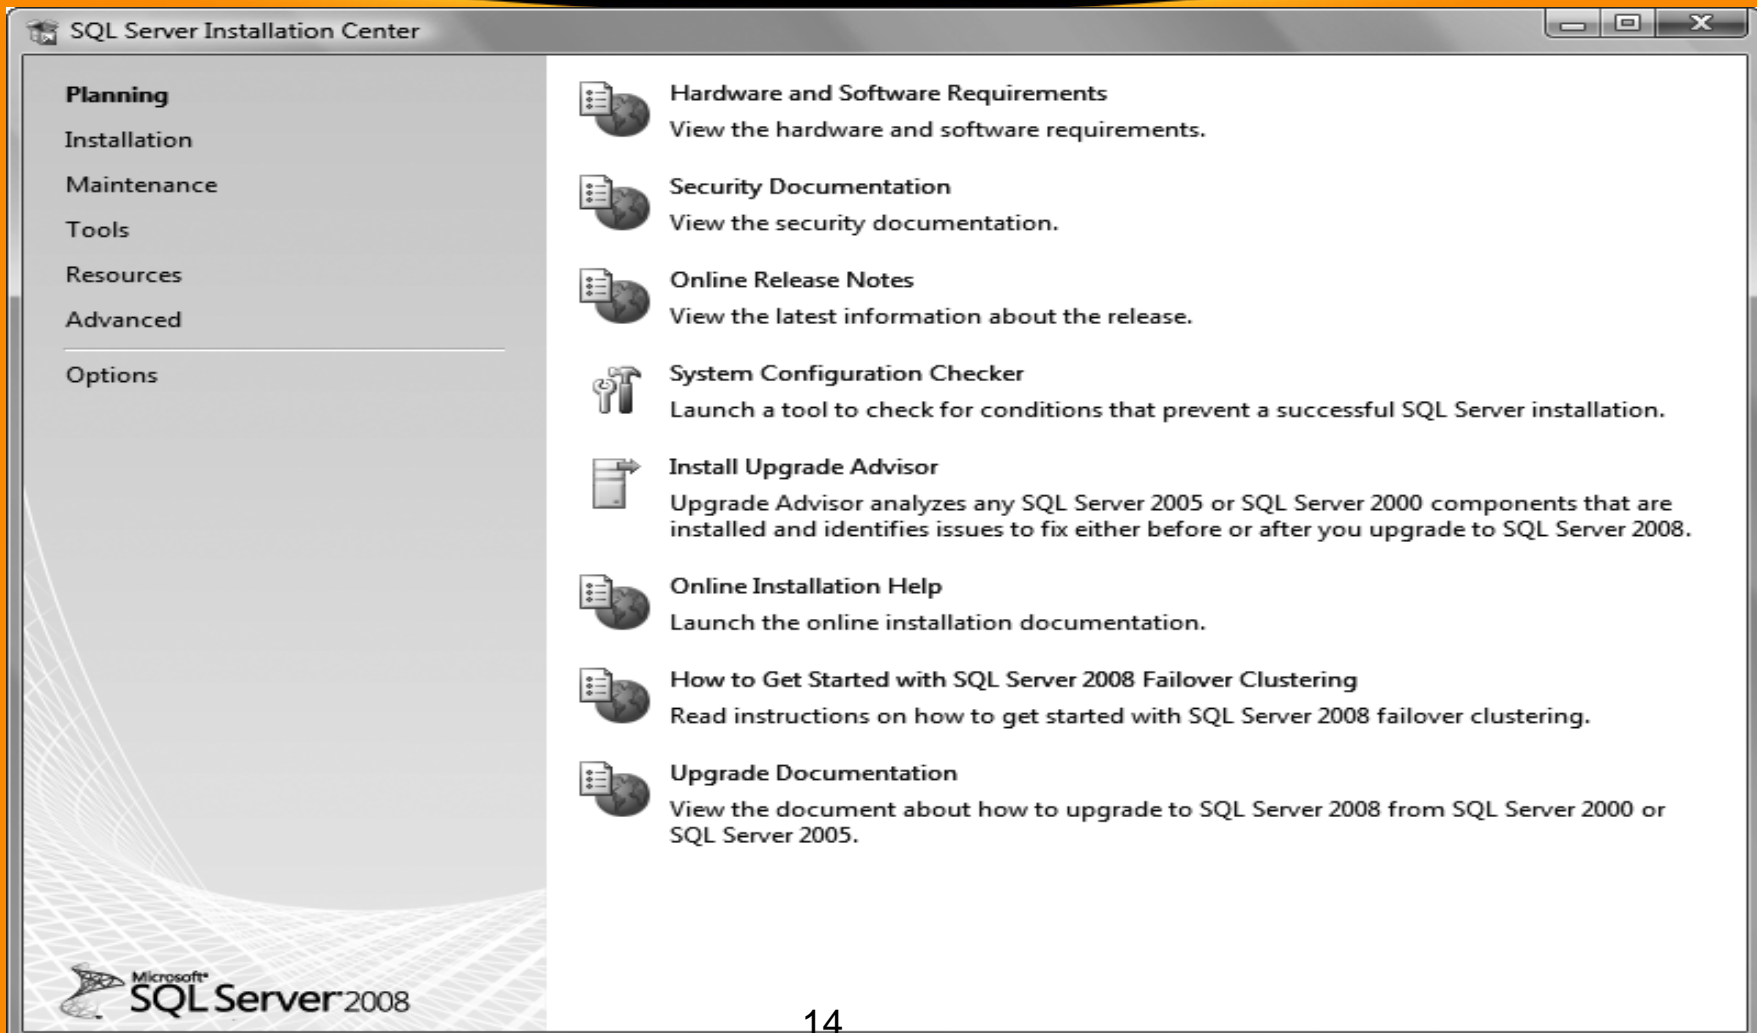 SQL Server Installation Center
Planning
Installation
Maintenance
Tools
Resources
Advanced
Options
Hardware and Software Requirements
View the hardware and software requirements.
Security Documentation
View the security documentation.
Online Release Notes
View the latest information about the release.
System Configuration Checker
Launch a tool to check for conditions that prevent a successful SQL Server installation.
Install Upgrade Advisor
Upgrade Advisor analyzes any SQL Server 2005 or SQL Server 2000 components that are
installed and identifies issues to fix either before or after you upgrade to SQL Server 2008.
Online Installation Help
Launch the online installation documentation.
How to Get Started with SQL Server 2008 Failover Clustering
Read instructions on how to get started with SQL Server 2008 failover clustering.
Upgrade Documentation
View the document about how to upgrade to SQL Server 2008 from SQL Server 2000 or
SQL Server 2005.
Microsoft®
SQL Server 2008
14